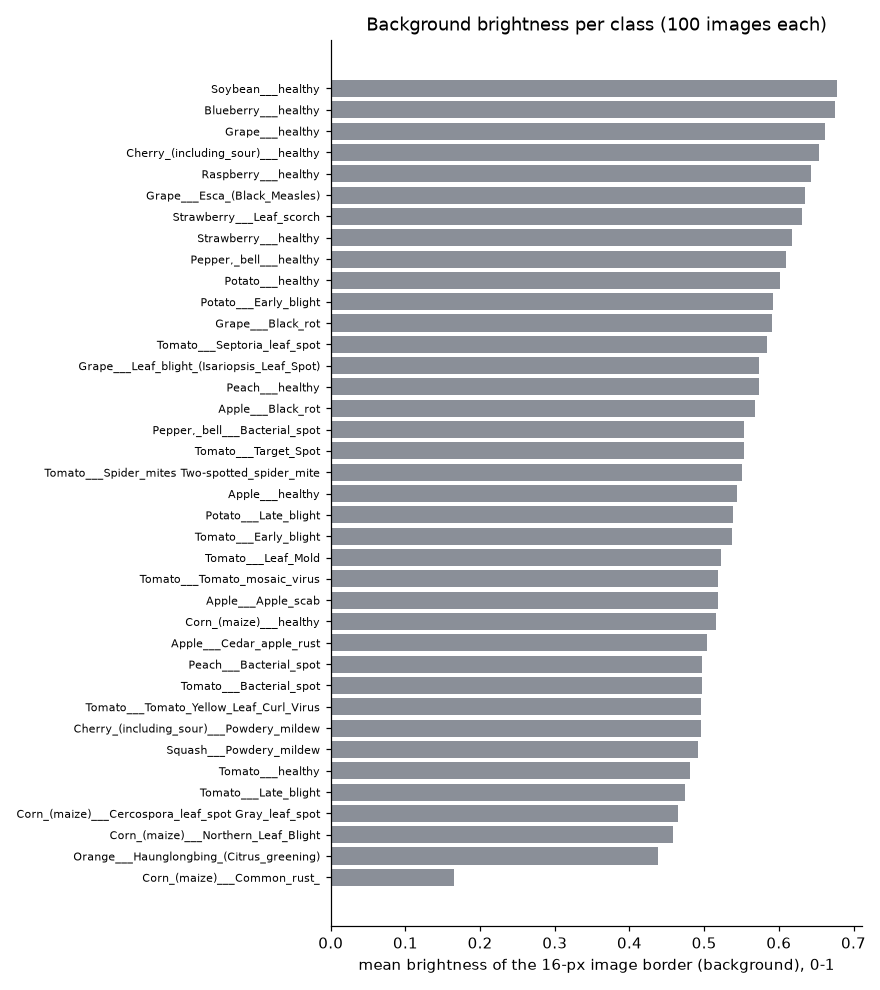 Background brightness per class (100 images each)
Soybean___healthy
Blueberry___healthy
Grape___healthy
Cherry_(including_sour)___healthy
Raspberry___healthy
Grape___Esca_(Black_Measles)
Strawberry___Leaf_scorch
Strawberry___healthy
Pepper,_bell___healthy
Potato___healthy
Potato___Early_blight
Grape___Black_rot
Tomato___Septoria_leaf_spot
Grape___Leaf_blight_(Isariopsis_Leaf_Spot)
Peach___healthy
Apple___Black_rot
Pepper,_bell___Bacterial_spot
Tomato___Target_Spot
Tomato___Spider_mites Two-spotted_spider_mite
Apple___healthy
Potato___Late_blight
Tomato___Early_blight
Tomato___Leaf_Mold
Tomato___Tomato_mosaic_virus
Apple___Apple_scab
Corn_(maize)___healthy
Apple___Cedar_apple_rust
Peach___Bacterial_spot
Tomato___Bacterial_spot
Tomato___Tomato_Yellow_Leaf_Curl_Virus
Cherry_(including_sour)___Powdery_mildew
Squash___Powdery_mildew
Tomato___healthy
Tomato___Late_blight
Corn_(maize)___Cercospora_leaf_spot Gray_leaf_spot
Corn_(maize)___Northern_Leaf_Blight
Orange___Haunglongbing_(Citrus_greening)
Corn_(maize)___Common_rust_
0.0 0.1 0.2 0.3 0.4 0.5 0.6 0.7
mean brightness of the 16-px image border (background), 0-1